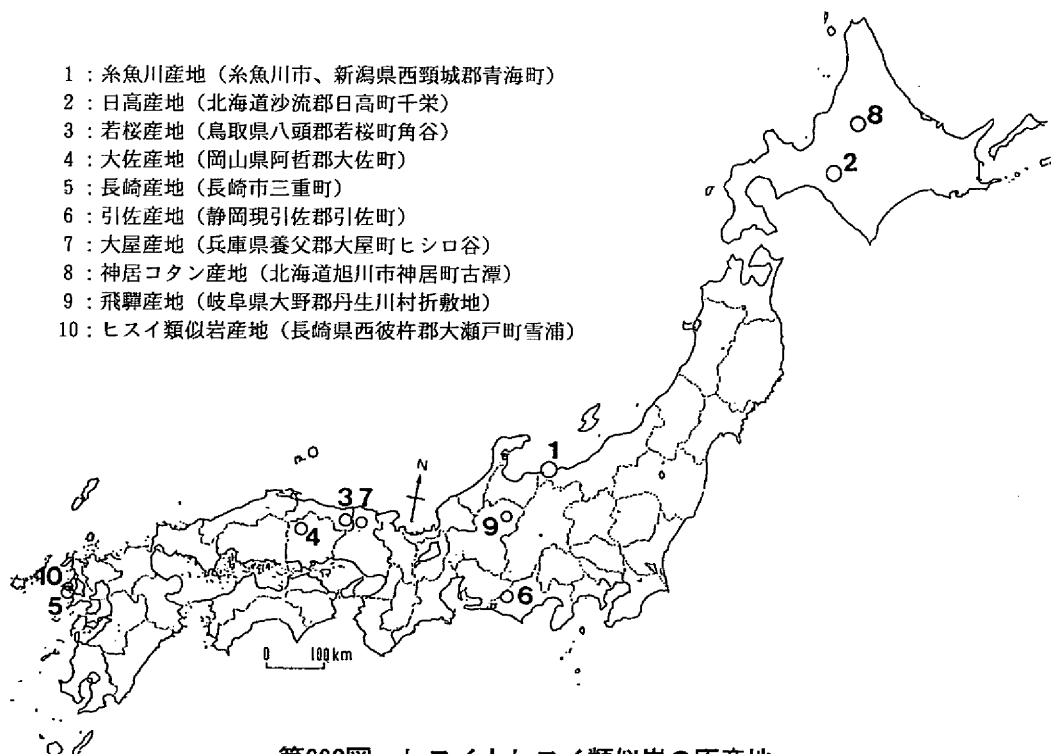 1：糸魚川産地（糸魚川市、新潟県西頸城郡青海町）
2：日高産地（北海道沙流郡日高町千栄）
3：若桜産地（鳥取県八頭郡若桜町角谷）
4：大佐産地（岡山県阿哲郡大佐町）
5：長崎産地（長崎市三重町）
6：引佐産地（静岡現引佐郡引佐町）
7：大屋産地（兵庫県養父郡大屋町ヒシロ谷）
8：神居コタン産地（北海道旭川市神居町古潭）
9：飛騨産地（岐阜県大野郡丹生川村折敷地）
10：ヒスイ類似岩産地（長崎県西彼杵郡大瀬戸町雪浦）
8
2
N
1
3 7
4
9
10
5
6
0 100km
ヒスイとヒスイ類似岩の原産地